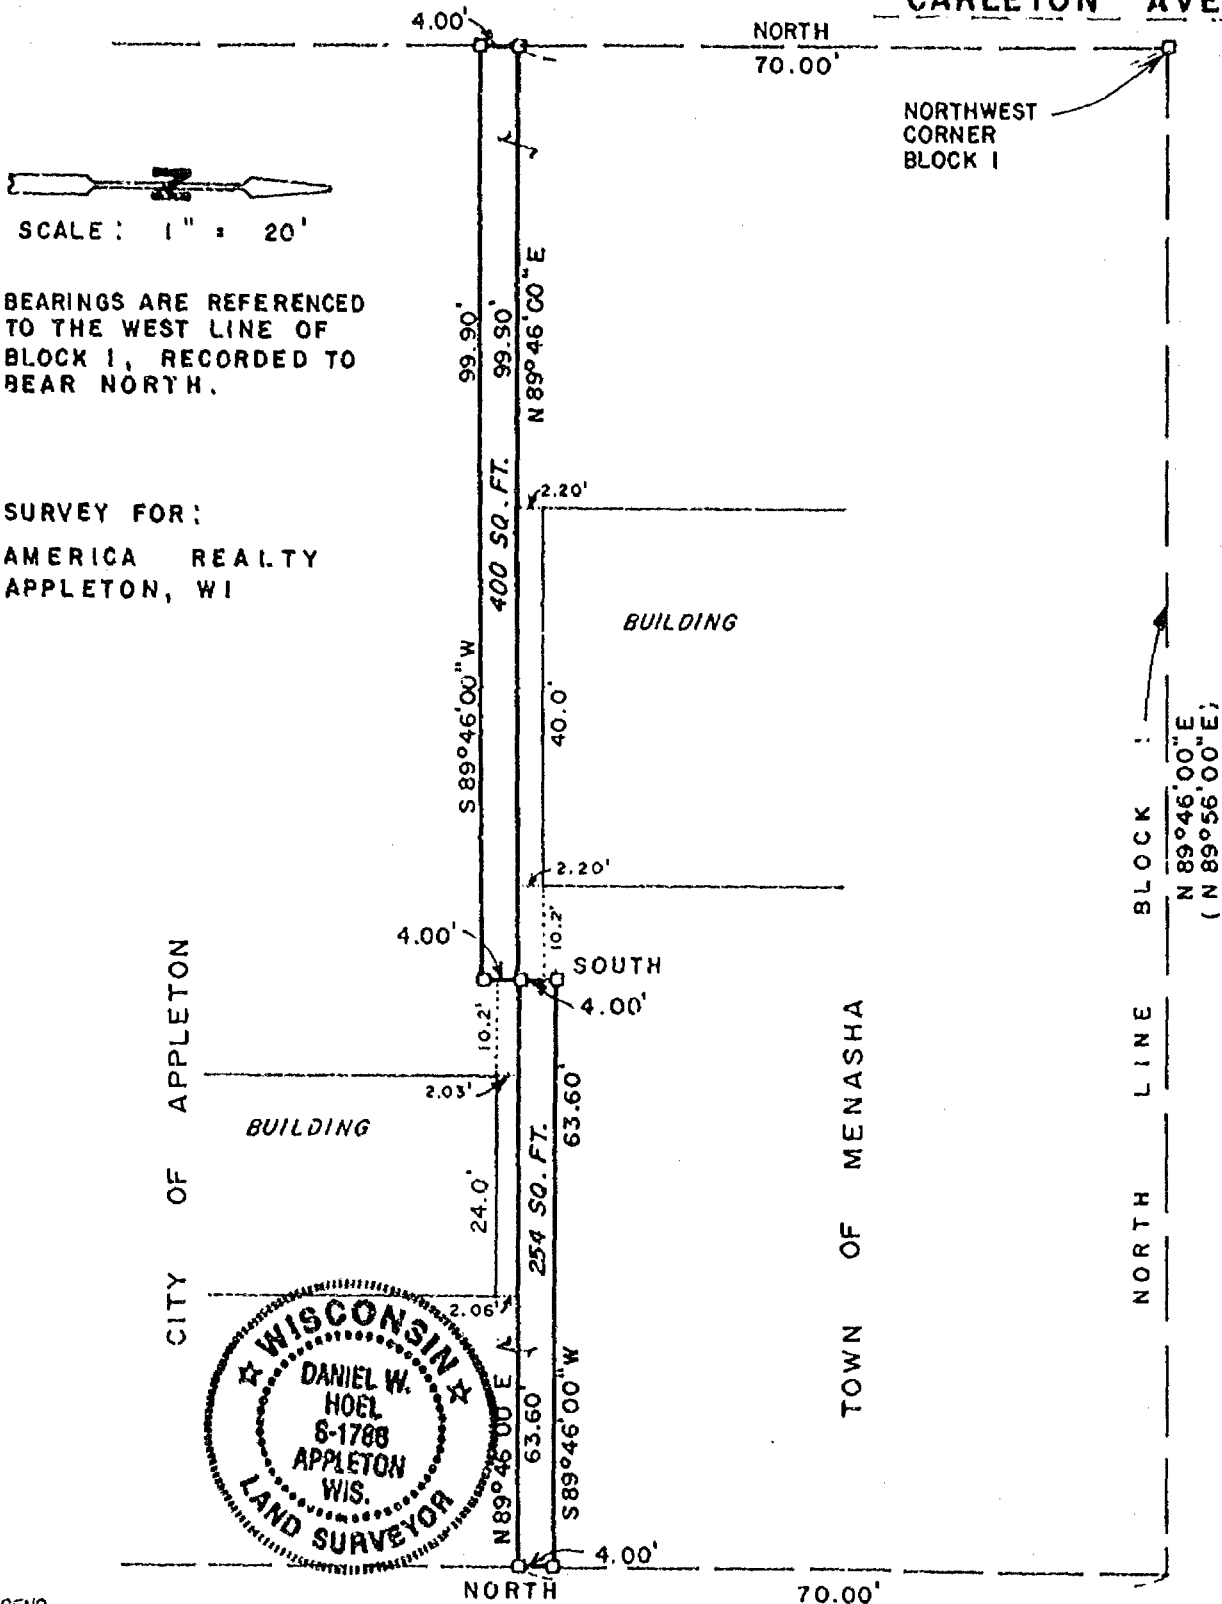 CARLETON AVE
4.00'
NORTH
70.00'
NORTHWEST
CORNER
BLOCK 1
N
SCALE: 1" = 20'
BEARINGS ARE REFERENCED
TO THE WEST LINE OF
BLOCK 1, RECORDED TO
BEAR NORTH.
99.90'
99.90'
N 89°46'00" E
SURVEY FOR:
AMERICA REALTY
APPLETON, WI
400 SQ. FT.
2.20'
BUILDING
S 89°46'00" W
40.0'
2.20'
10.2'
4.00'
SOUTH
4.00'
NORTH LINE BLOCK 1
N 89°46'00" E
(N 89°56'00" E)
CITY OF APPLETON
10.2'
2.03'
BUILDING
24.0'
63.60'
254 SQ. FT.
TOWN OF MENASHA
2.06'
WISCONSIN
DANIEL W.
HOEL
S-1788
APPLETON
WIS.
LAND SURVEYOR
N 89°46'00 E
63.60'
S 89°46'00" W
4.00'
NORTH
70.00'